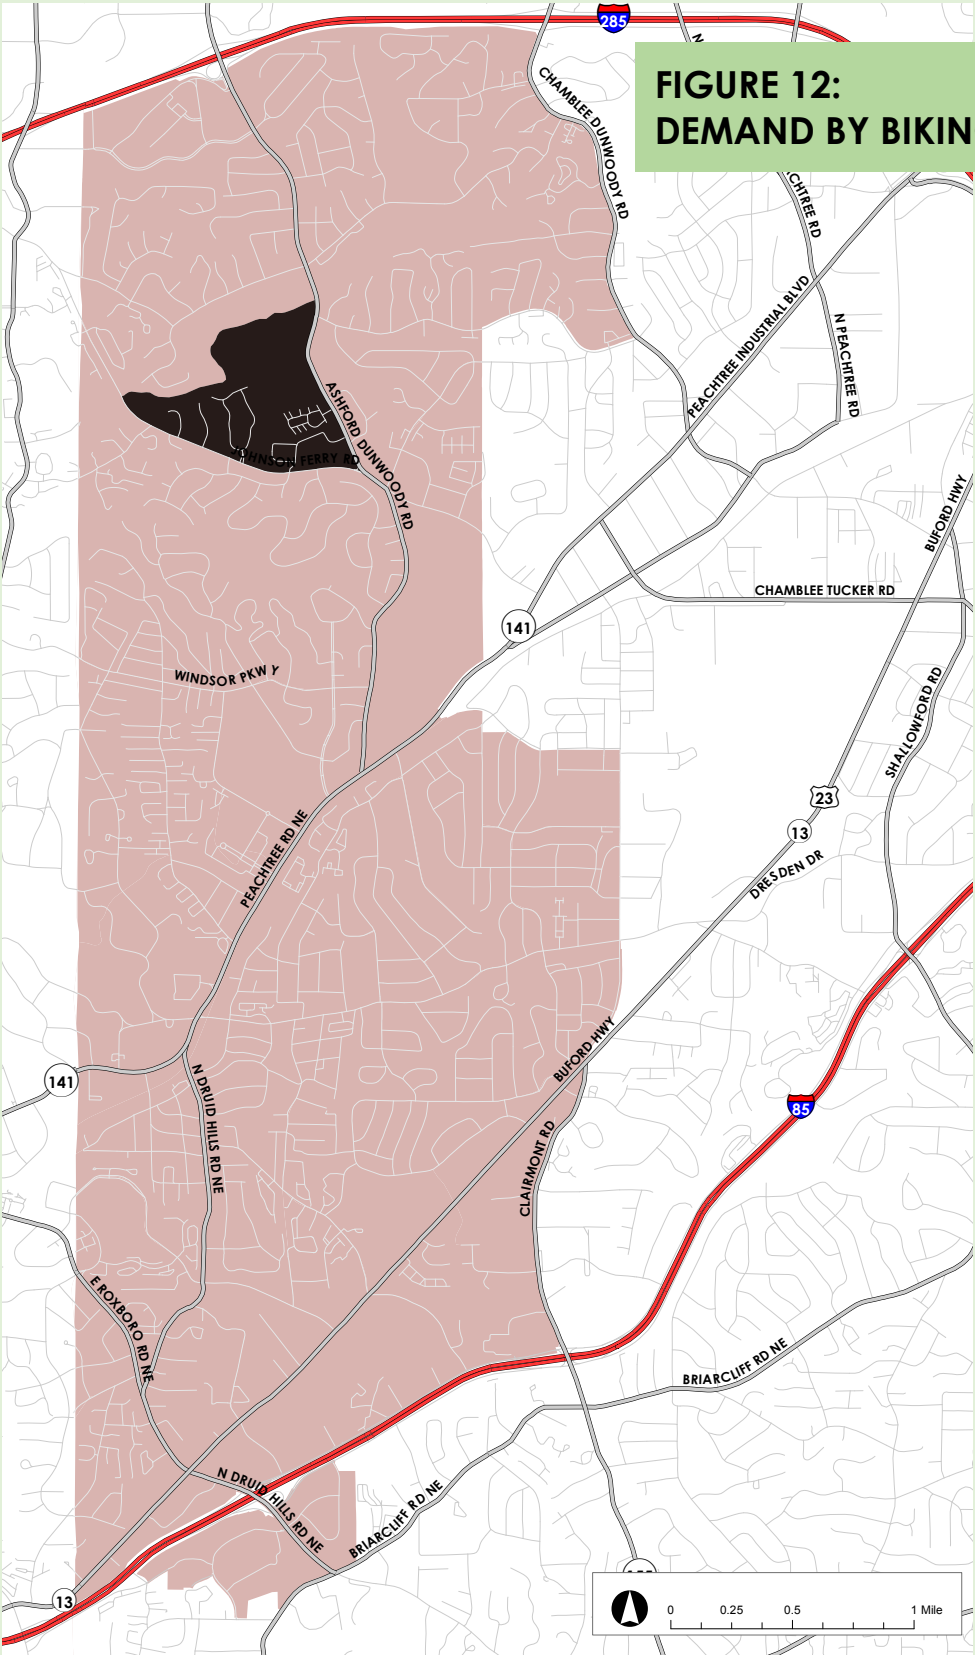 285
FIGURE 12:
DEMAND BY BIKIN
CHAMBLEE DUNWOODY RD
N
CHTREE RD
PEACHTREE INDUSTRIAL BLVD
N PEACHTREE RD
ASHFORD DUNWOODY RD
JOHNSON FERRY RD
BUFORD HWY
CHAMBLEE TUCKER RD
141
WINDSOR PKW Y
SHALLOWFORD RD
23
13
DRESDEN DR
PEACHTREE RD NE
BUFORD HWY
141
N DRUID HILLS RD NE
85
CLAIRMONT RD
E ROXBORO RD NE
BRIARCLIFF RD NE
N DRUID HILLS RD NE
BRIARCLIFF RD NE
13
0 0.25 0.5 1 Mile